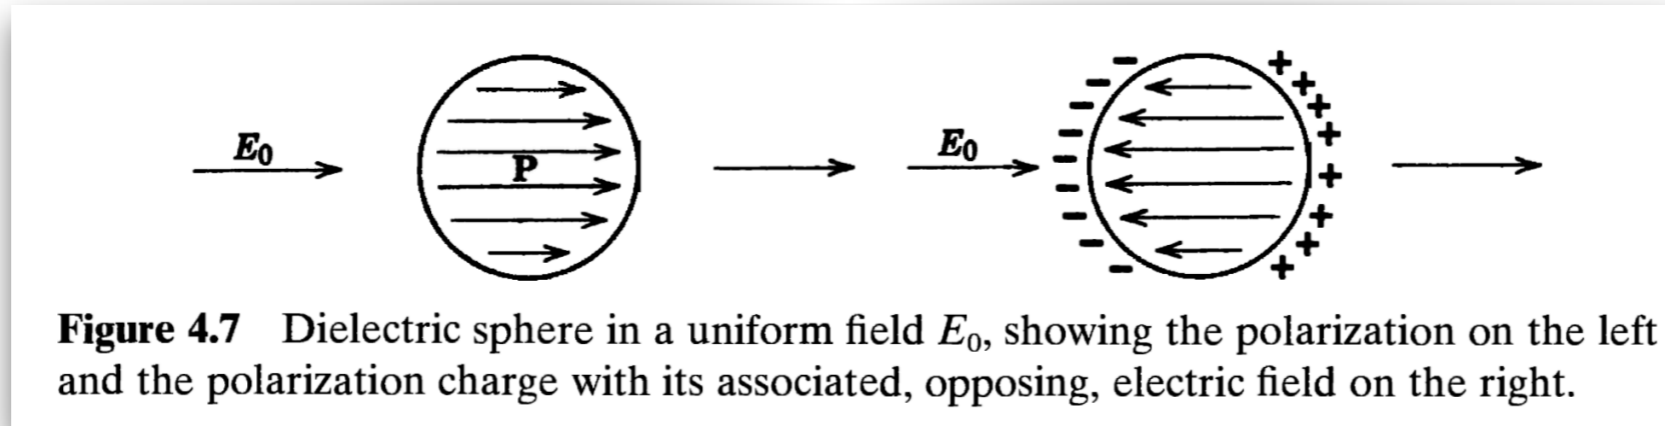 E₀ P E₀
Figure 4.7 Dielectric sphere in a uniform field E₀, showing the polarization on the left
and the polarization charge with its associated, opposing, electric field on the right.